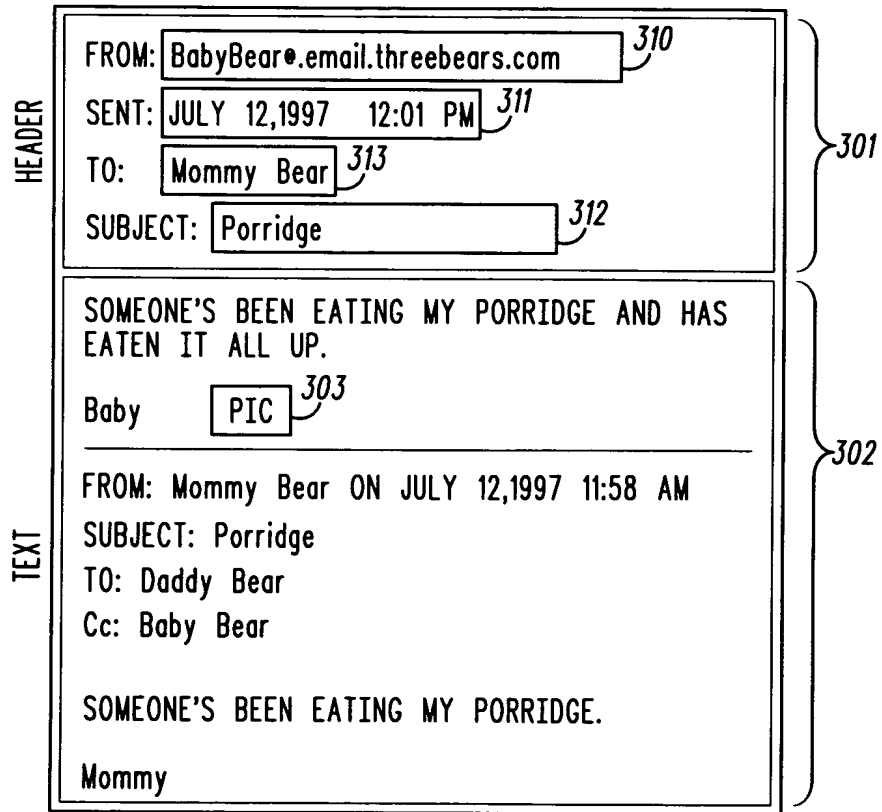 HEADER
FROM: BabyBear@.email.threebears.com 310
SENT: JULY 12,1997 12:01 PM 311
TO: Mommy Bear 313
SUBJECT: Porridge 312
301
TEXT
SOMEONE'S BEEN EATING MY PORRIDGE AND HAS
EATEN IT ALL UP.
Baby PIC 303
302
FROM: Mommy Bear ON JULY 12,1997 11:58 AM
SUBJECT: Porridge
TO: Daddy Bear
Cc: Baby Bear
SOMEONE'S BEEN EATING MY PORRIDGE.
Mommy